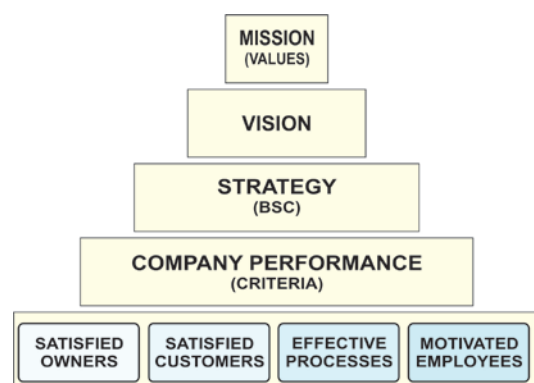 MISSION
(VALUES)
VISION
STRATEGY
(BSC)
COMPANY PERFORMANCE
(CRITERIA)
SATISFIED OWNERS
SATISFIED CUSTOMERS
EFFECTIVE PROCESSES
MOTIVATED EMPLOYEES